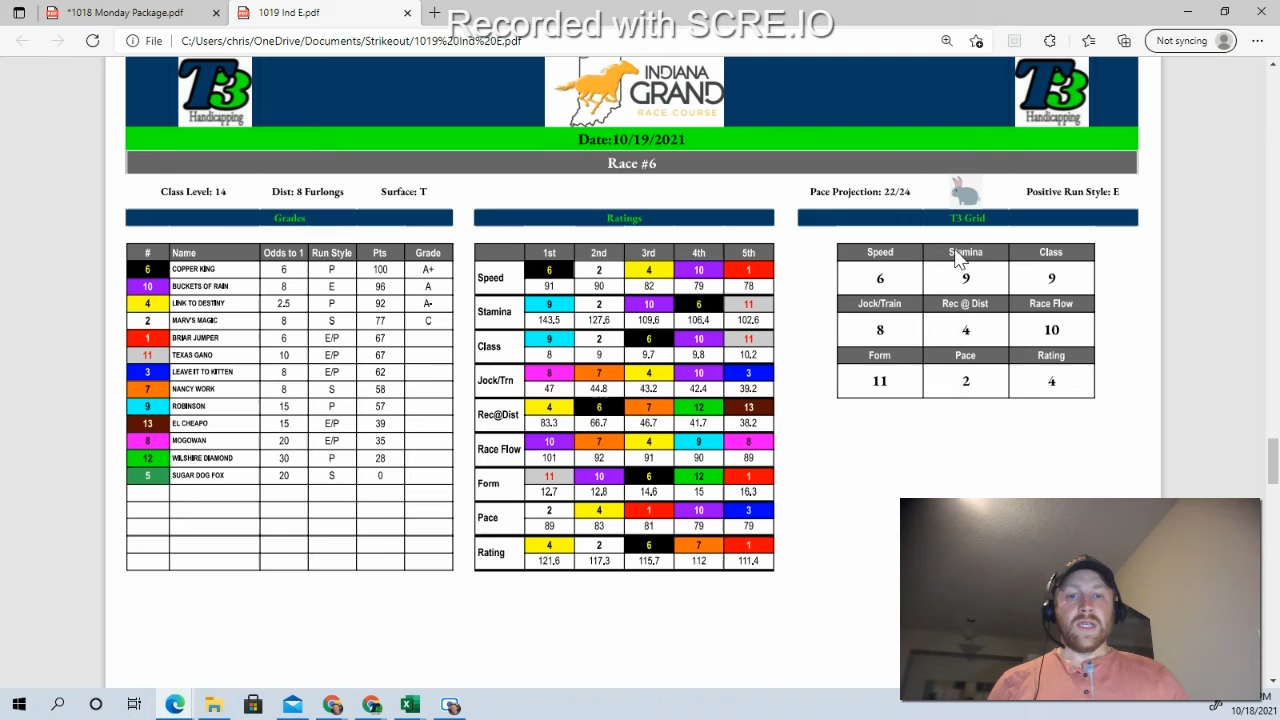 *1018 Monday Package.pdf
1019 Ind E.pdf
Recorded with SCRE.IO
File C:/Users/chris/OneDrive/Documents/Strikeout/1019%20Ind%20E.pdf
Not syncing
T3 Handicapping
INDIANA GRAND RACE COURSE
T3 Handicapping
Date:10/19/2021
Race #6
Class Level: 14 Dist: 8 Furlongs Surface: T
Pace Projection: 22/24 Positive Run Style: E
Grades
# Name Odds to 1 Run Style Pts Grade
6 COPPER KING 6 P 100 A+
10 BUCKETS OF RAIN 8 E 96 A
4 LINK TO DESTINY 2.5 P 92 A-
2 MARV'S MAGIC 8 S 77 C
1 BRIAR JUMPER 6 E/P 67
11 TEXAS GANO 10 E/P 67
3 LEAVE IT TO KITTEN 8 E/P 62
7 NANCY WORK 8 S 58
9 ROBINSON 15 P 57
13 EL CHEAPO 15 E/P 39
8 MOGOWAN 20 E/P 35
12 WILSHIRE DIAMOND 30 P 28
5 SUGAR DOG FOX 20 S 0
Ratings
1st 2nd 3rd 4th 5th
Speed 6 2 4 10 1
91 90 82 79 78
Stamina 9 2 10 6 11
143.5 127.6 109.6 106.4 102.6
Class 9 2 6 10 11
8 9 9.7 9.8 10.2
Jock/Trn 8 7 4 10 3
47 44.8 43.2 42.4 39.2
Rec@Dist 4 6 7 12 13
83.3 66.7 46.7 41.7 38.2
Race Flow 10 7 4 9 8
101 92 91 90 89
Form 11 10 6 12 1
12.7 12.8 14.6 15 16.3
Pace 2 4 1 10 3
89 83 81 79 79
Rating 4 2 6 7 1
121.6 117.3 115.7 112 111.4
T3 Grid
Speed Stamina Class
6 9 9
Jock/Train Rec @ Dist Race Flow
8 4 10
Form Pace Rating
11 2 4
10/18/2021